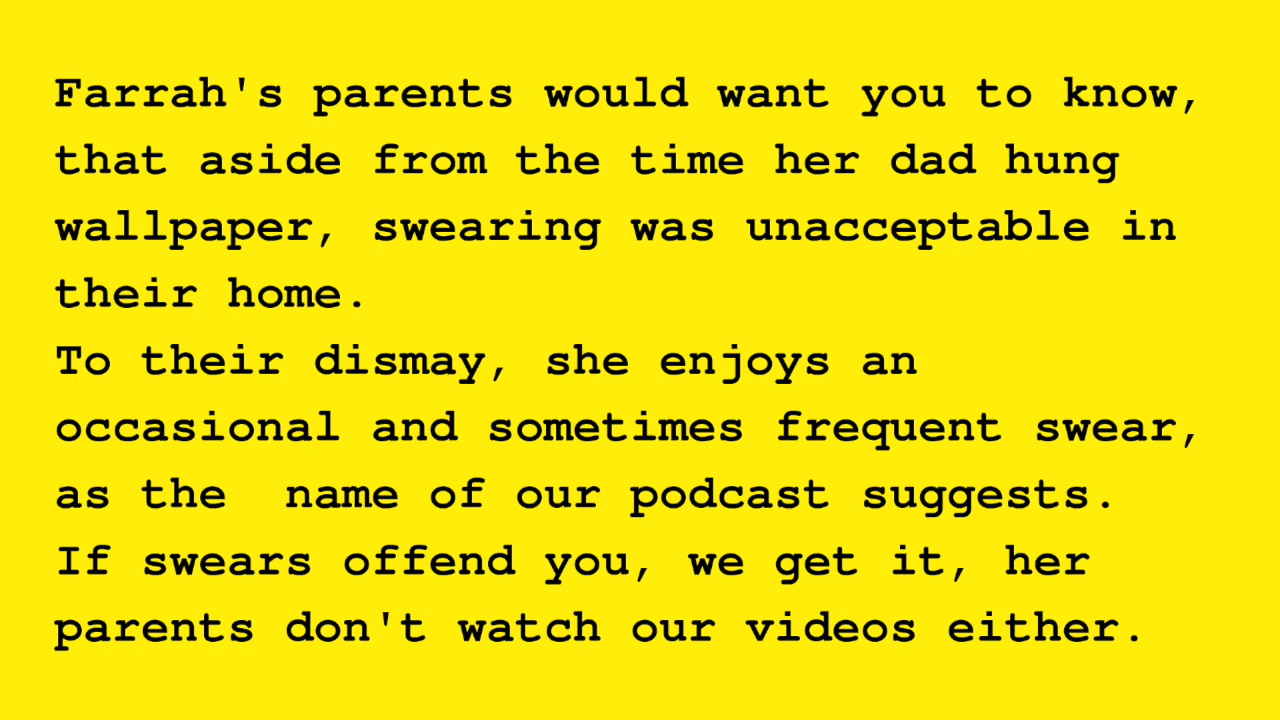 Farrah's parents would want you to know,
that aside from the time her dad hung
wallpaper, swearing was unacceptable in
their home.
To their dismay, she enjoys an
occasional and sometimes frequent swear,
as the  name of our podcast suggests.
If swears offend you, we get it, her
parents don't watch our videos either.